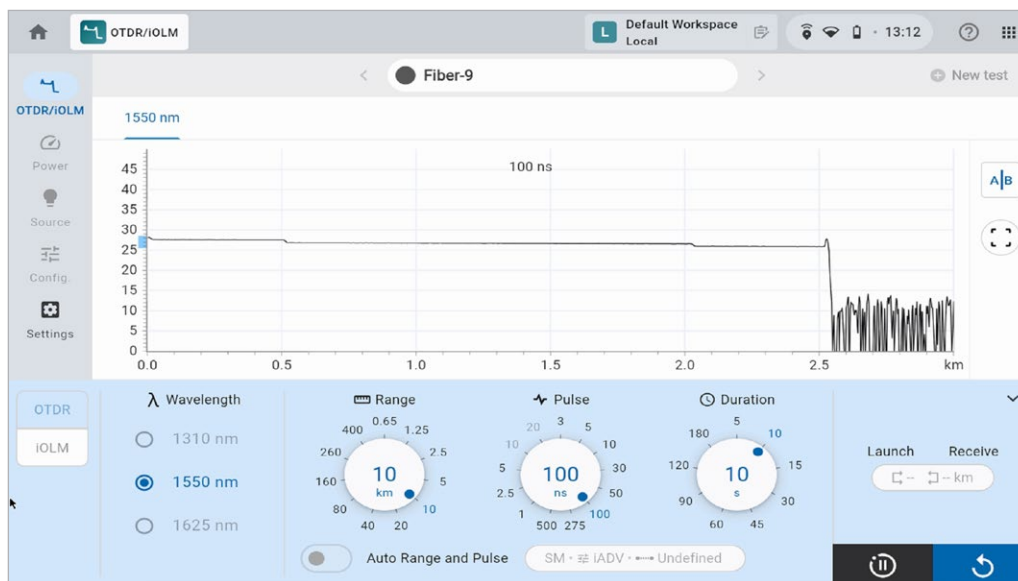 OTDR/iOLM
L
Default Workspace
Local
13:12
OTDR/iOLM
Power
Source
Config.
Settings
Fiber-9
New test
1550 nm
100 ns
45
40
35
30
25
20
15
10
5
0
0.0 0.5 1.0 1.5 2.0 2.5 km
A|B
OTDR
iOLM
λ Wavelength
1310 nm
1550 nm
1625 nm
Range
0.65
1.25
2.5
5
10
20
40
80
160
260
400
10
km
Pulse
3
5
10
30
50
100
275
500
1
2.5
5
10
20
100
ns
Duration
5
10
15
30
45
60
90
120
180
10
s
Auto Range and Pulse
SM · iADV · Undefined
Launch Receive
-- -- km